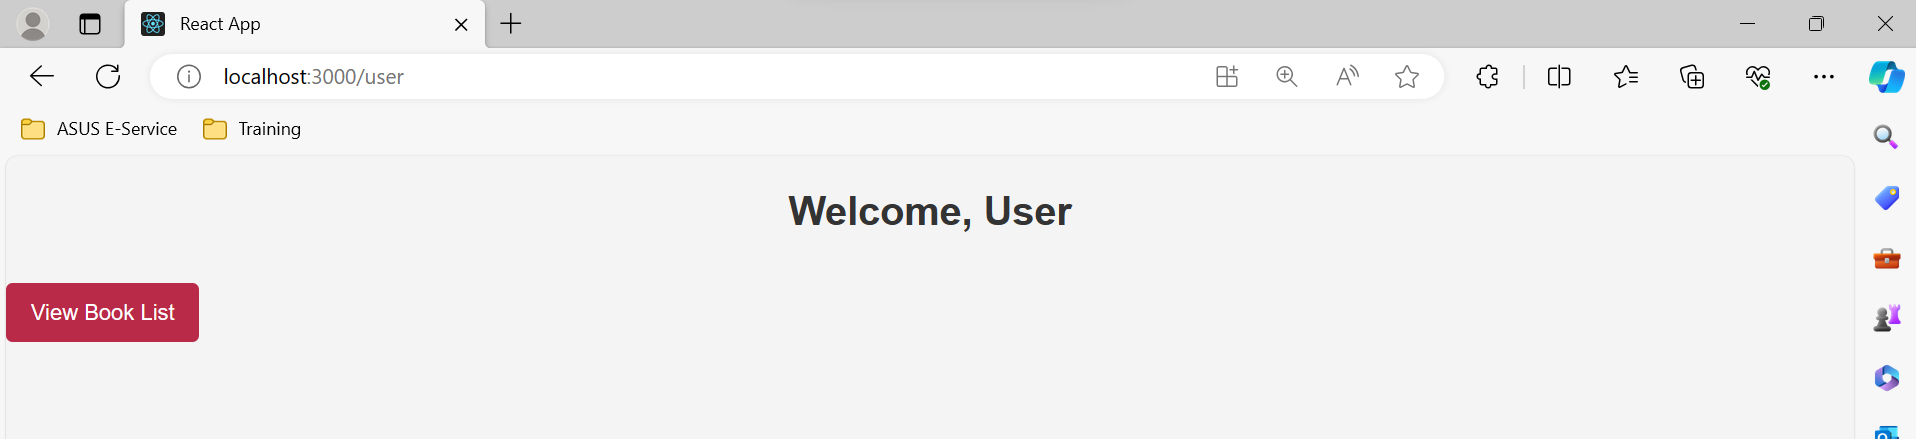 React App
localhost:3000/user
ASUS E-Service Training
Welcome, User
View Book List